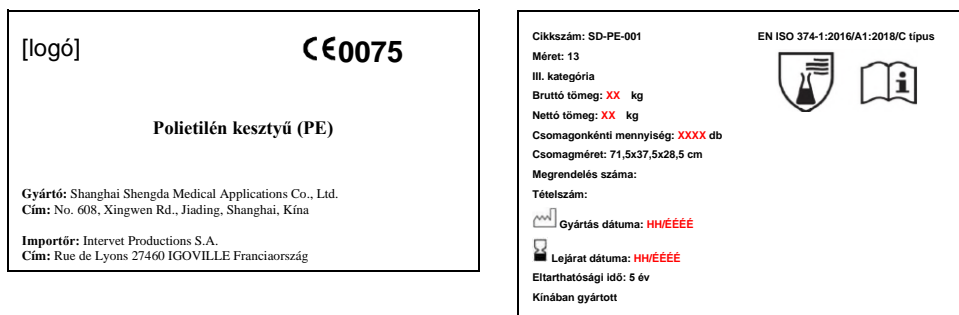 [logó]
CE0075
Polietilén kesztyű (PE)
Gyártó: Shanghai Shengda Medical Applications Co., Ltd.
Cím: No. 608, Xingwen Rd., Jiading, Shanghai, Kína
Importőr: Intervet Productions S.A.
Cím: Rue de Lyons 27460 IGOVILLE Franciaország
Cikkszám: SD-PE-001
EN ISO 374-1:2016/A1:2018/C típus
Méret: 13
III. kategória
Bruttó tömeg: XX kg
Nettó tömeg: XX kg
Csomagonkénti mennyiség: XXXX db
Csomagméret: 71,5x37,5x28,5 cm
Megrendelés száma:
Tételszám:
Gyártás dátuma: HH/ÉÉÉÉ
Lejárat dátuma: HH/ÉÉÉÉ
Eltarthatósági idő: 5 év
Kínában gyártott